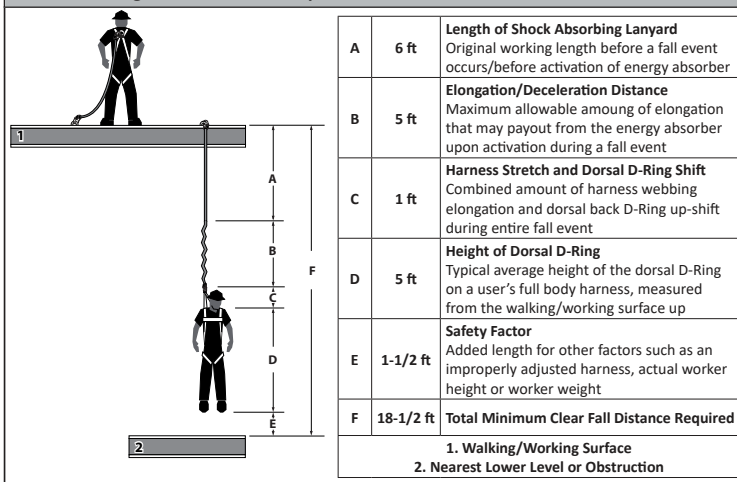 1
A
B
C
D
E
F
2
A 6 ft Length of Shock Absorbing Lanyard
Original working length before a fall event
occurs/before activation of energy absorber
B 5 ft Elongation/Deceleration Distance
Maximum allowable amoung of elongation
that may payout from the energy absorber
upon activation during a fall event
C 1 ft Harness Stretch and Dorsal D-Ring Shift
Combined amount of harness webbing
elongation and dorsal back D-Ring up-shift
during entire fall event
D 5 ft Height of Dorsal D-Ring
Typical average height of the dorsal D-Ring
on a user's full body harness, measured
from the walking/working surface up
E 1-1/2 ft Safety Factor
Added length for other factors such as an
improperly adjusted harness, actual worker
height or worker weight
F 18-1/2 ft Total Minimum Clear Fall Distance Required
1. Walking/Working Surface
2. Nearest Lower Level or Obstruction